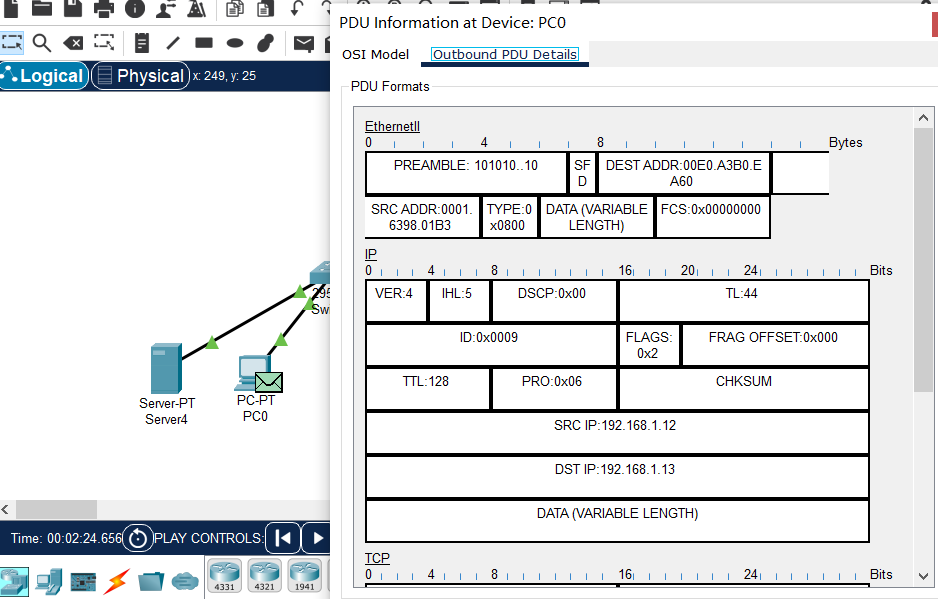 PDU Information at Device: PC0
OSI Model
Outbound PDU Details
Logical
Physical
x: 249, y: 25
PDU Formats
EthernetII
0 4 8 Bytes
PREAMBLE: 101010..10
SF
D
DEST ADDR:00E0.A3B0.E
A60
SRC ADDR:0001.
6398.01B3
TYPE:0
x0800
DATA (VARIABLE
LENGTH)
FCS:0x00000000
IP
0 4 8 16 20 24 Bits
VER:4
IHL:5
DSCP:0x00
TL:44
ID:0x0009
FLAGS:
0x2
FRAG OFFSET:0x000
TTL:128
PRO:0x06
CHKSUM
SRC IP:192.168.1.12
DST IP:192.168.1.13
DATA (VARIABLE LENGTH)
TCP
0 4 8 16 24 Bits
295
Sw
Server-PT
Server4
PC-PT
PC0
Time: 00:02:24.656
PLAY CONTROLS:
4331
4321
1941